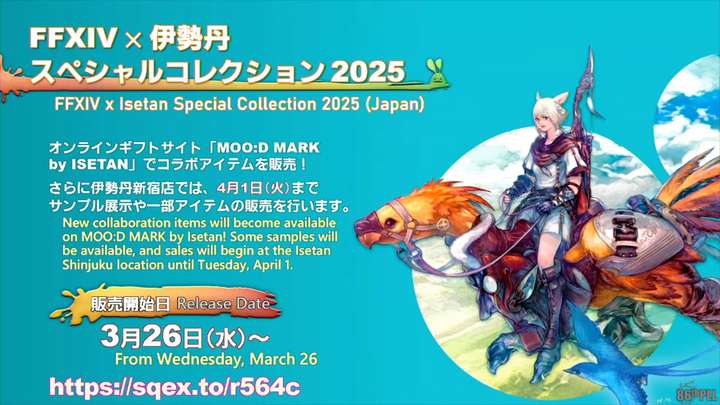 FFXIV × 伊勢丹
スペシャルコレクション 2025
FFXIV x Isetan Special Collection 2025 (Japan)
オンラインギフトサイト「MOO:D MARK
by ISETAN」でコラボアイテムを販売！
さらに伊勢丹新宿店では、4月1日（火）まで
サンプル展示や一部アイテムの販売を行います。
New collaboration items will become available
on MOO:D MARK by Isetan! Some samples will
be available, and sales will begin at the Isetan
Shinjuku location until Tuesday, April 1.
販売開始日 Release Date
3月26日（水）～
From Wednesday, March 26
https://sqex.to/r564c
86th PLL